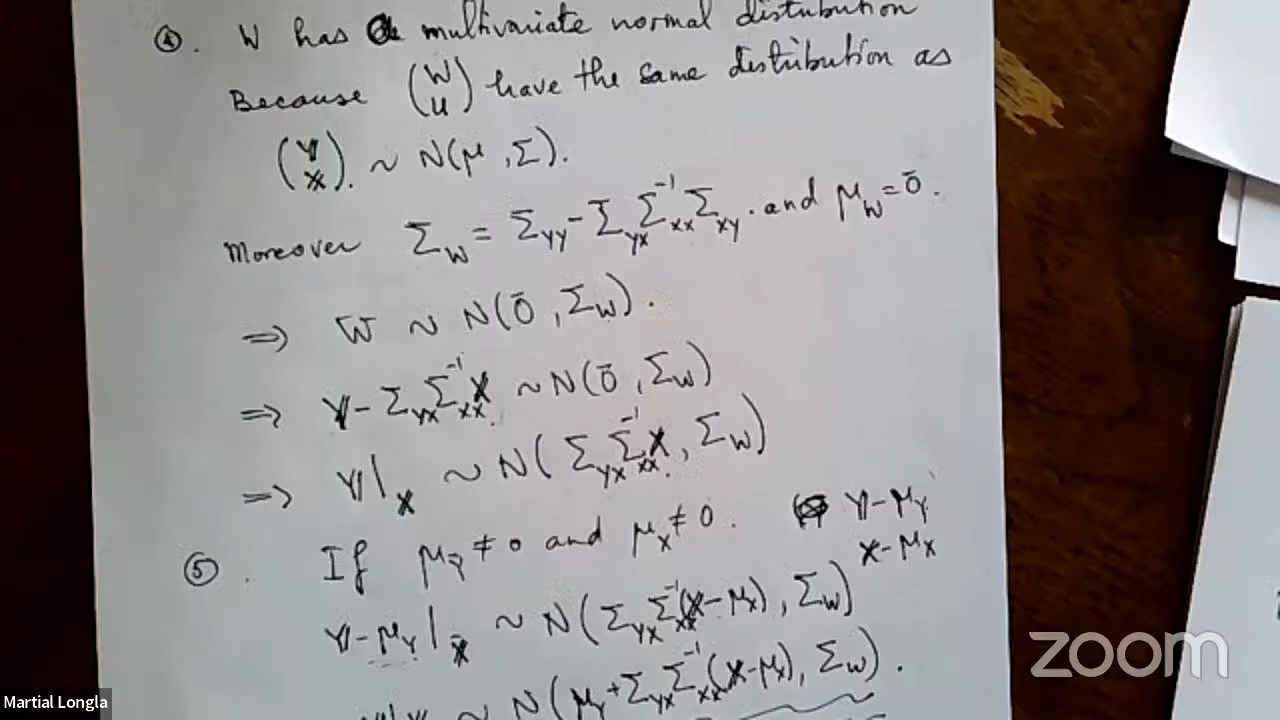 ④. W has a multivariate normal distribution
Because (W U) have the same distribution as
(Y X) ~ N(μ, Σ).
Moreover Σ_W = Σ_YY - Σ_YX Σ_XX^-1 Σ_XY. and μ_W = 0̄.
=> W ~ N(0̄, Σ_W).
=> Y - Σ_YX Σ_XX^-1 X ~ N(0̄, Σ_W)
=> Y|_X ~ N(Σ_YX Σ_XX^-1 X, Σ_W)
⑤. If μ_Y ≠ 0 and μ_X ≠ 0. Y - μ_Y
X - μ_X
Y - μ_Y|_X ~ N(Σ_YX Σ_XX^-1 (X - μ_X), Σ_W)
Y|X ~ N(μ_Y + Σ_YX Σ_XX^-1 (X - μ_X), Σ_W).
zoom
Martial Longla